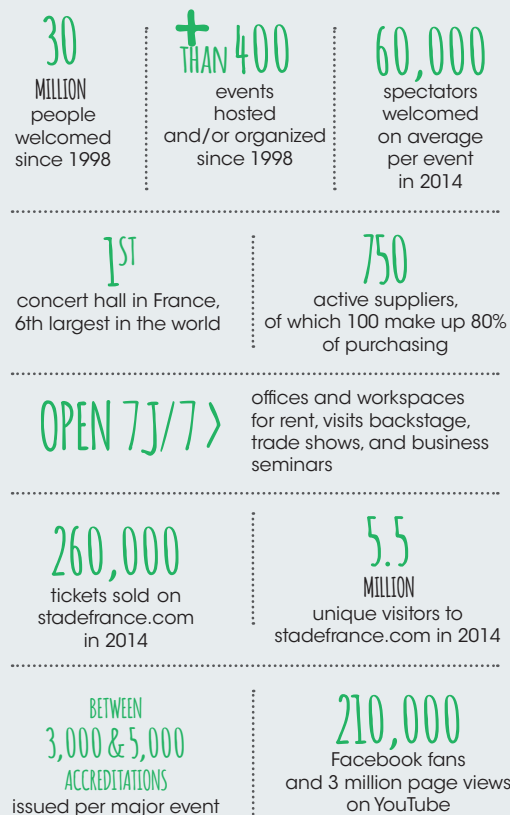 30
MILLION
people
welcomed
since 1998
+
THAN 400
events
hosted
and/or organized
since 1998
60,000
spectators
welcomed
on average
per event
in 2014
1ST
concert hall in France,
6th largest in the world
750
active suppliers,
of which 100 make up 80%
of purchasing
OPEN 7J/7 >
offices and workspaces
for rent, visits backstage,
trade shows, and business
seminars
260,000
tickets sold on
stadefrance.com
in 2014
5.5
MILLION
unique visitors to
stadefrance.com in 2014
BETWEEN
3,000 & 5,000
ACCREDITATIONS
issued per major event
210,000
Facebook fans
and 3 million page views
on YouTube